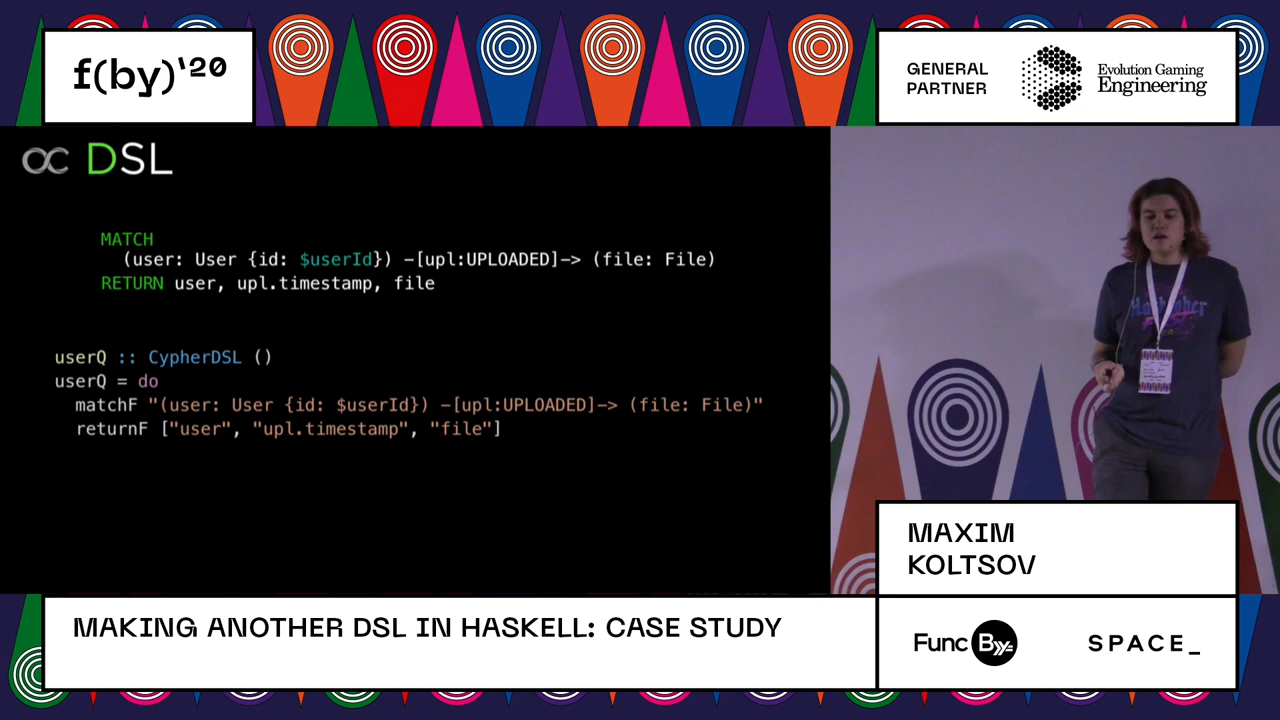 f(by)'20
GENERAL
PARTNER
Evolution Gaming
Engineering
DSL
MATCH
(user: User {id: $userId}) -[upl:UPLOADED]-> (file: File)
RETURN user, upl.timestamp, file
userQ :: CypherDSL ()
userQ = do
matchF "(user: User {id: $userId}) -[upl:UPLOADED]-> (file: File)"
returnF ["user", "upl.timestamp", "file"]
MAXIM
KOLTSOV
MAKING ANOTHER DSL IN HASKELL: CASE STUDY
Func By
SPACE_